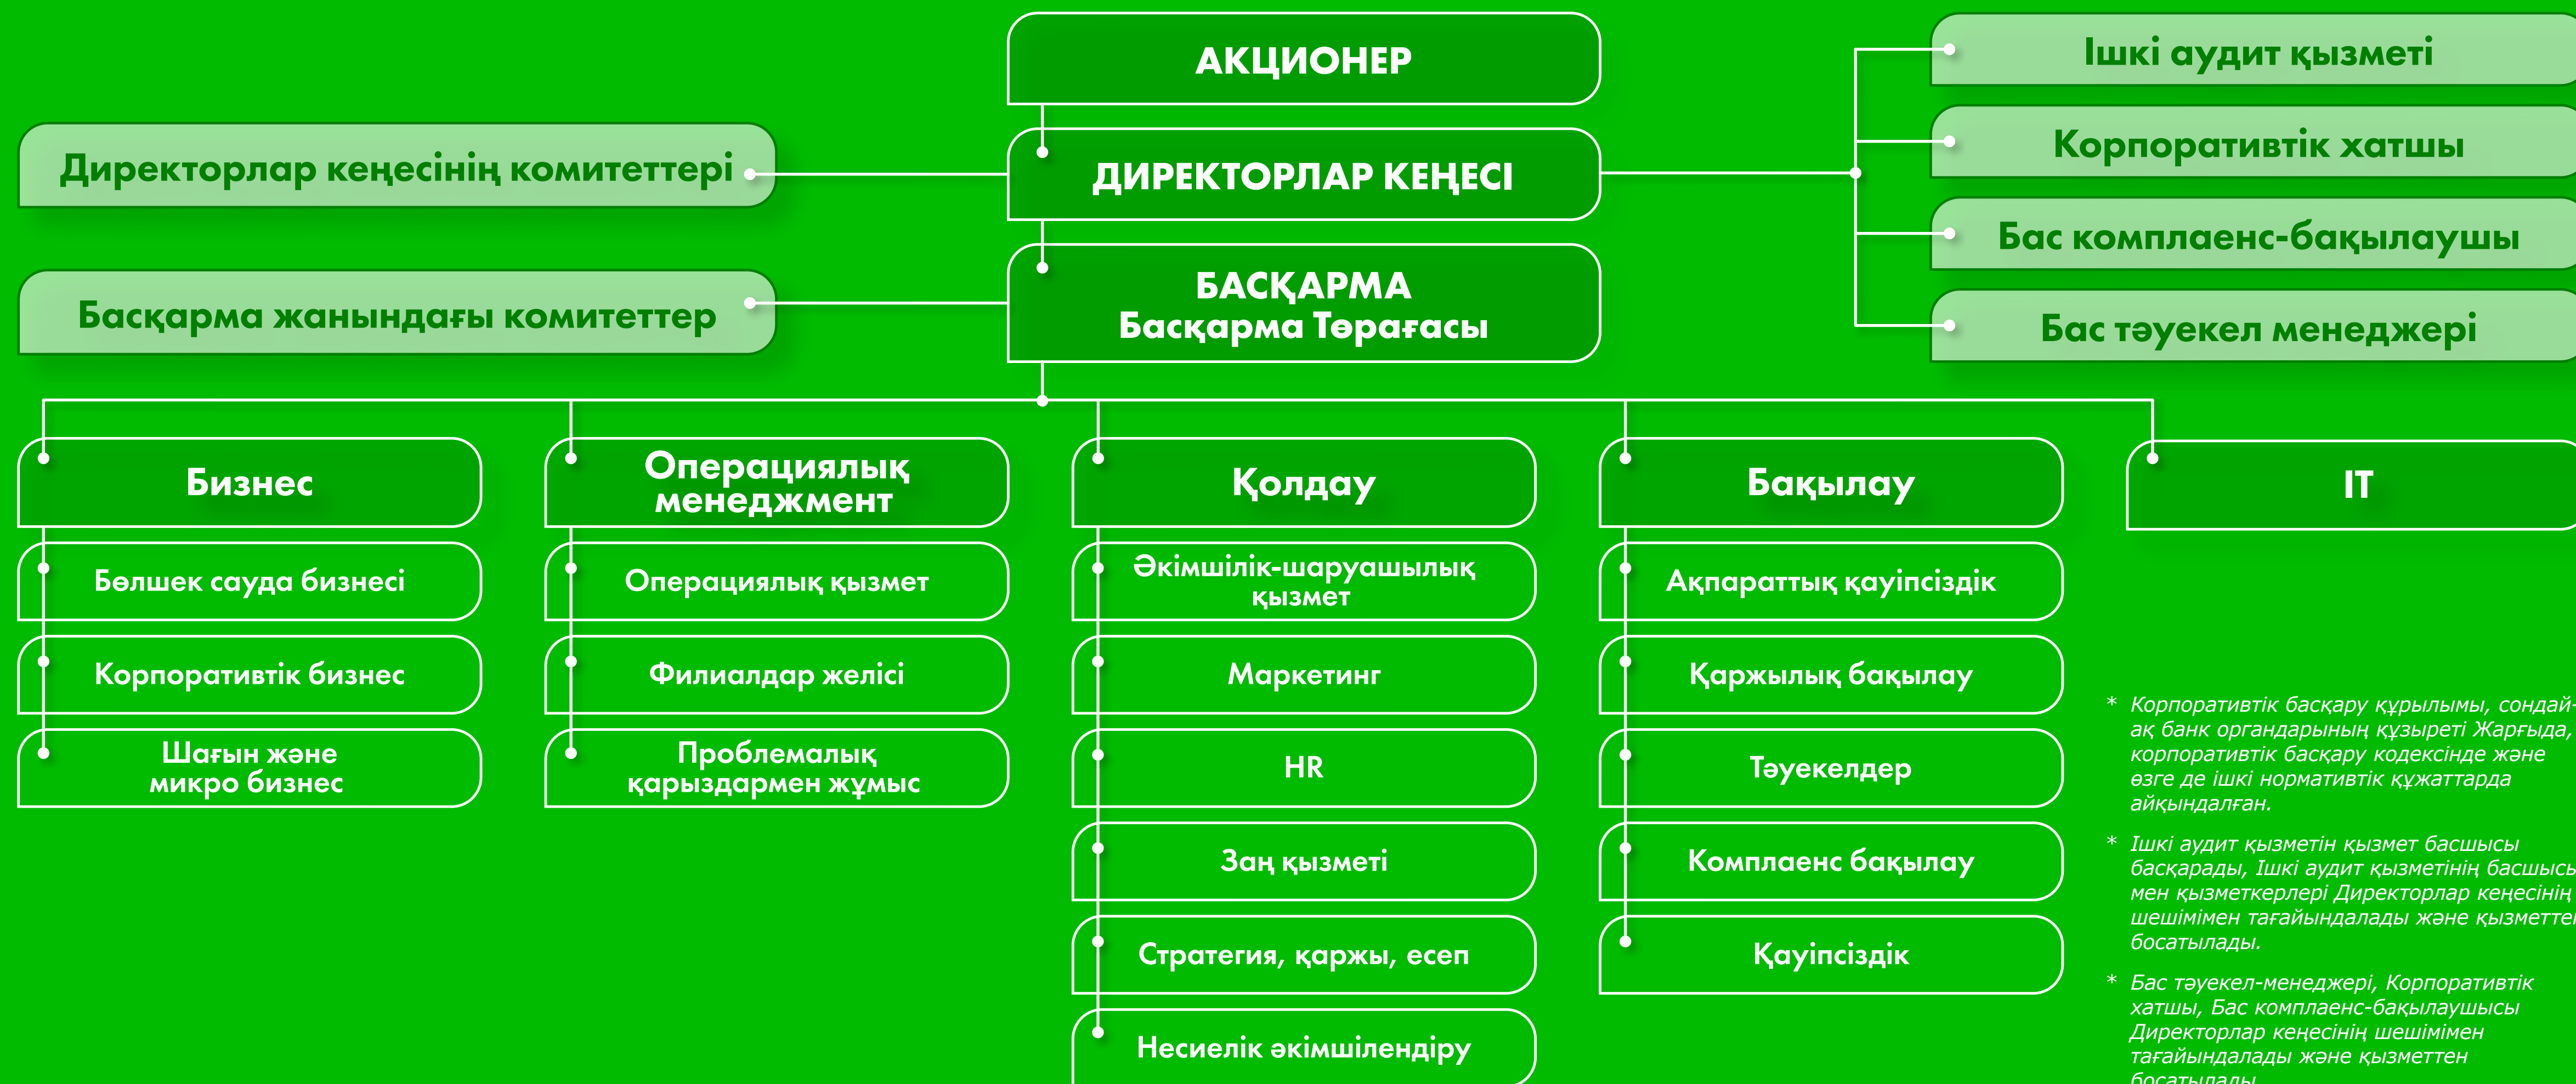 АКЦИОНЕР
Ішкі аудит қызметі
Директорлар кеңесінің комитеттері
ДИРЕКТОРЛАР КЕҢЕСІ
Корпоративтік хатшы
Бас комплаенс-бақылаушы
Басқарма жанындағы комитеттер
БАСҚАРМА
Басқарма Төрағасы
Бас тәуекел менеджері
Бизнес
Бөлшек сауда бизнесі
Корпоративтік бизнес
Шағын және
микро бизнес
Операциялық
менеджмент
Операциялық қызмет
Филиалдар желісі
Проблемалық
қарыздармен жұмыс
Қолдау
Әкімшілік-шаруашылық
қызмет
Маркетинг
HR
Заң қызметі
Стратегия, қаржы, есеп
Несиелік әкімшілендіру
Бақылау
Ақпараттық қауіпсіздік
Қаржылық бақылау
Тәуекелдер
Комплаенс бақылау
Қауіпсіздік
IT
* Корпоративтік басқару құрылымы, сондай-
ақ банк органдарының құзыреті Жарғыда,
корпоративтік басқару кодексінде және
өзге де ішкі нормативтік құжаттарда
айқындалған.
* Ішкі аудит қызметін қызмет басшысы
басқарады, Ішкі аудит қызметінің басшысы
мен қызметкерлері Директорлар кеңесінің
шешімімен тағайындалады және қызметтен
босатылады.
* Бас тәуекел-менеджері, Корпоративтік
хатшы, Бас комплаенс-бақылаушысы
Директорлар кеңесінің шешімімен
тағайындалады және қызметтен
босатылады